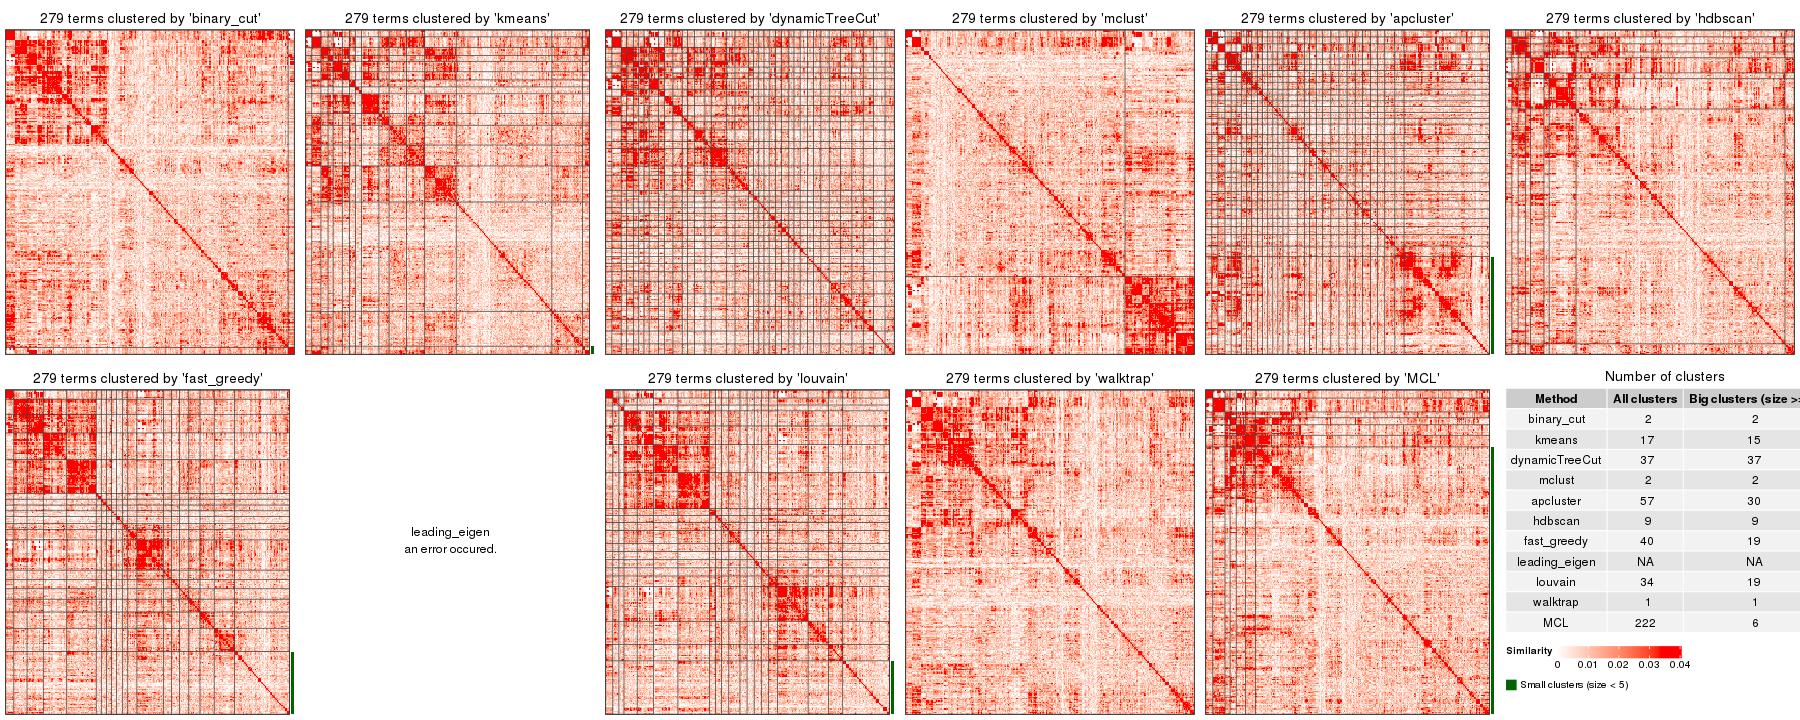 279 terms clustered by 'binary_cut'
279 terms clustered by 'kmeans'
279 terms clustered by 'dynamicTreeCut'
279 terms clustered by 'mclust'
279 terms clustered by 'apcluster'
279 terms clustered by 'hdbscan'
279 terms clustered by 'fast_greedy'
leading_eigen
an error occured.
279 terms clustered by 'louvain'
279 terms clustered by 'walktrap'
279 terms clustered by 'MCL'
Number of clusters
Method All clusters Big clusters (size >=
binary_cut 2 2
kmeans 17 15
dynamicTreeCut 37 37
mclust 2 2
apcluster 57 30
hdbscan 9 9
fast_greedy 40 19
leading_eigen NA NA
louvain 34 19
walktrap 1 1
MCL 222 6
Similarity
0 0.01 0.02 0.03 0.04
Small clusters (size < 5)